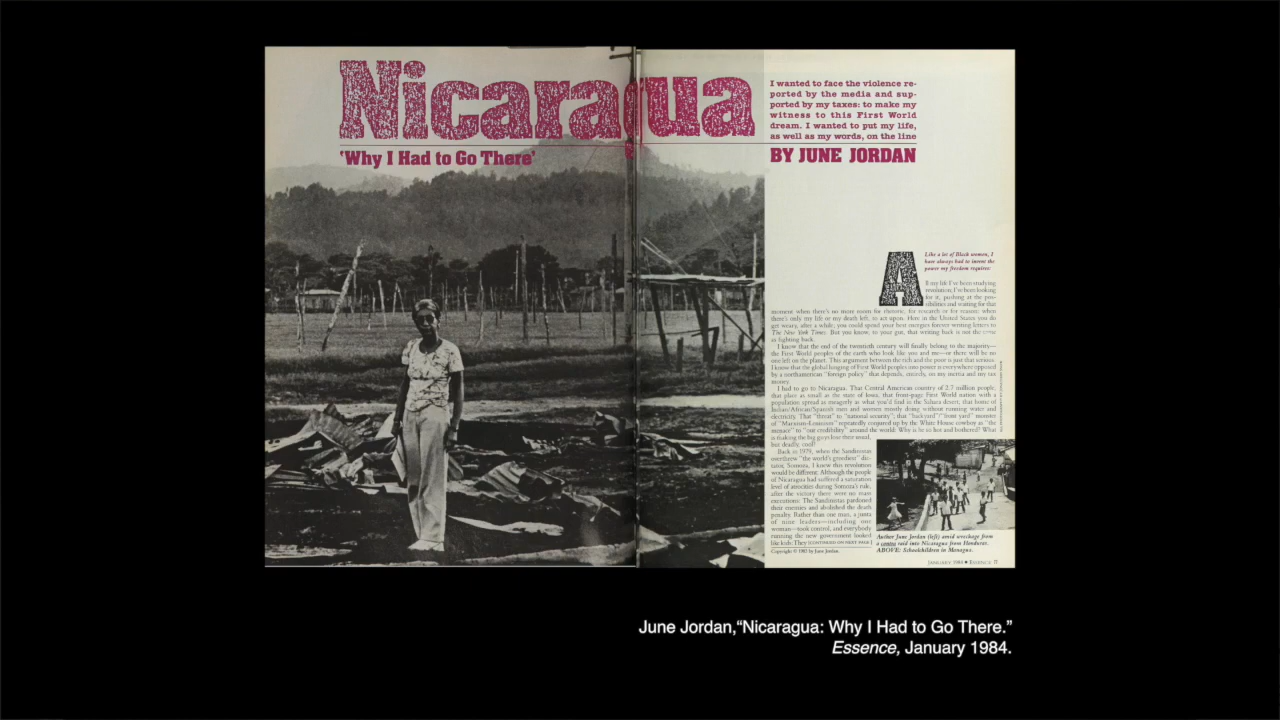 Nicaragua
'Why I Had to Go There'
I wanted to face the violence re-
ported by the media and sup-
ported by my taxes: to make my
witness to this First World
dream. I wanted to put my life,
as well as my words, on the line
BY JUNE JORDAN
Like a lot of Black women, I
have always had to invent the
power my freedom requires:
A
ll my life I've been studying
revolution. I've been looking
for it, pushing at the pos-
sibilities and waiting for that
moment when there's no more room for rhetoric, for research or for reason: when
there's only my life or my death left, to act upon. Here in the United States you do
get weary, after a while; you could spend your best energies forever writing letters to
The New York Times. But you know, to your gut, that writing back is not the same
as fighting back.
I know that the end of the twentieth century will finally belong to the majority—
the First World peoples of the earth who look like you and me—or there will be no
one left on the planet. This argument between the rich and the poor is just that serious.
I know that the global lunging of First World peoples into power is everywhere opposed
by a northamerican "foreign policy" that depends, entirely, on my inertia and my tax
money.
I had to go to Nicaragua. That Central American country of 2.7 million people,
that place as small as the state of Iowa, that front-page First World nation with a
population spread as meagerly as what you'd find in the Sahara desert, that home of
Indian/African/Spanish men and women mostly doing without running water and
electricity. That "threat" to "national security"; that "backyard"/"front yard" monster
of "Marxism-Leninism" repeatedly conjured up by the White House cowboy as "the
menace" to "our credibility" around the world: Why is he so hot and bothered? What
is making the big guys lose their usual,
but deadly, cool?
Back in 1979, when the Sandinistas
overthrew "the world's greediest" dic-
tator, Somoza, I knew this revolution
would be different. Although the people
of Nicaragua had suffered a saturation
level of atrocities during Somoza's rule,
after the victory there were no mass
executions: The Sandinistas pardoned
their enemies and abolished the death
penalty. Rather than one man, a junta
of nine leaders—including one
woman—took control, and everybody
running the new government looked
like kids: They [CONTINUED ON NEXT PAGE]
Copyright © 1983 by June Jordan.
Author June Jordan (left) amid wreckage from
a contra raid into Nicaragua from Honduras.
ABOVE: Schoolchildren in Managua.
JANUARY 1984 • ESSENCE 17
June Jordan,“Nicaragua: Why I Had to Go There.”
Essence, January 1984.